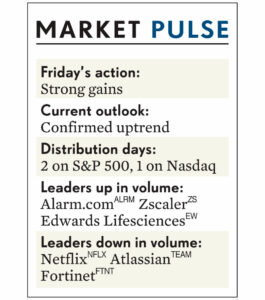 MARKET PULSE
Friday's action:
Strong gains
Current outlook:
Confirmed uptrend
Distribution days:
2 on S&P 500, 1 on Nasdaq
Leaders up in volume:
Alarm.com ALRM Zscaler ZS
Edwards Lifesciences EW
Leaders down in volume:
Netflix NFLX Atlassian TEAM
Fortinet FTNT